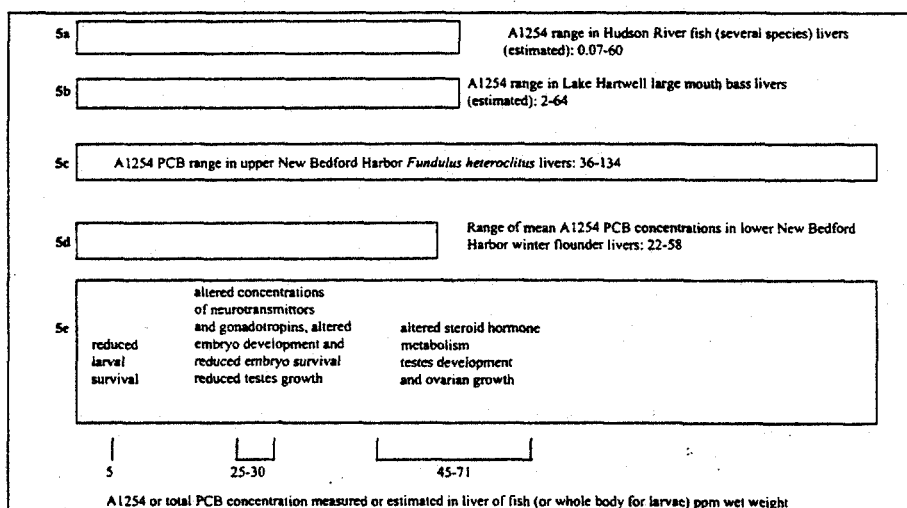 5a
A1254 range in Hudson River fish (several species) livers
(estimated): 0.07-60
5b
A1254 range in Lake Hartwell large mouth bass livers
(estimated): 2-64
5c
A1254 PCB range in upper New Bedford Harbor Fundulus heteroclitus livers: 36-134
5d
Range of mean A1254 PCB concentrations in lower New Bedford
Harbor winter flounder livers: 22-58
5e
reduced
larval
survival
altered concentrations
of neurotransmittors
and gonadotropins, altered
embryo development and
reduced embryo survival
reduced testes growth
altered steroid hormone
metabolism
testes development
and ovarian growth
5
25-30
45-71
A1254 or total PCB concentration measured or estimated in liver of fish (or whole body for larvae) ppm wet weight